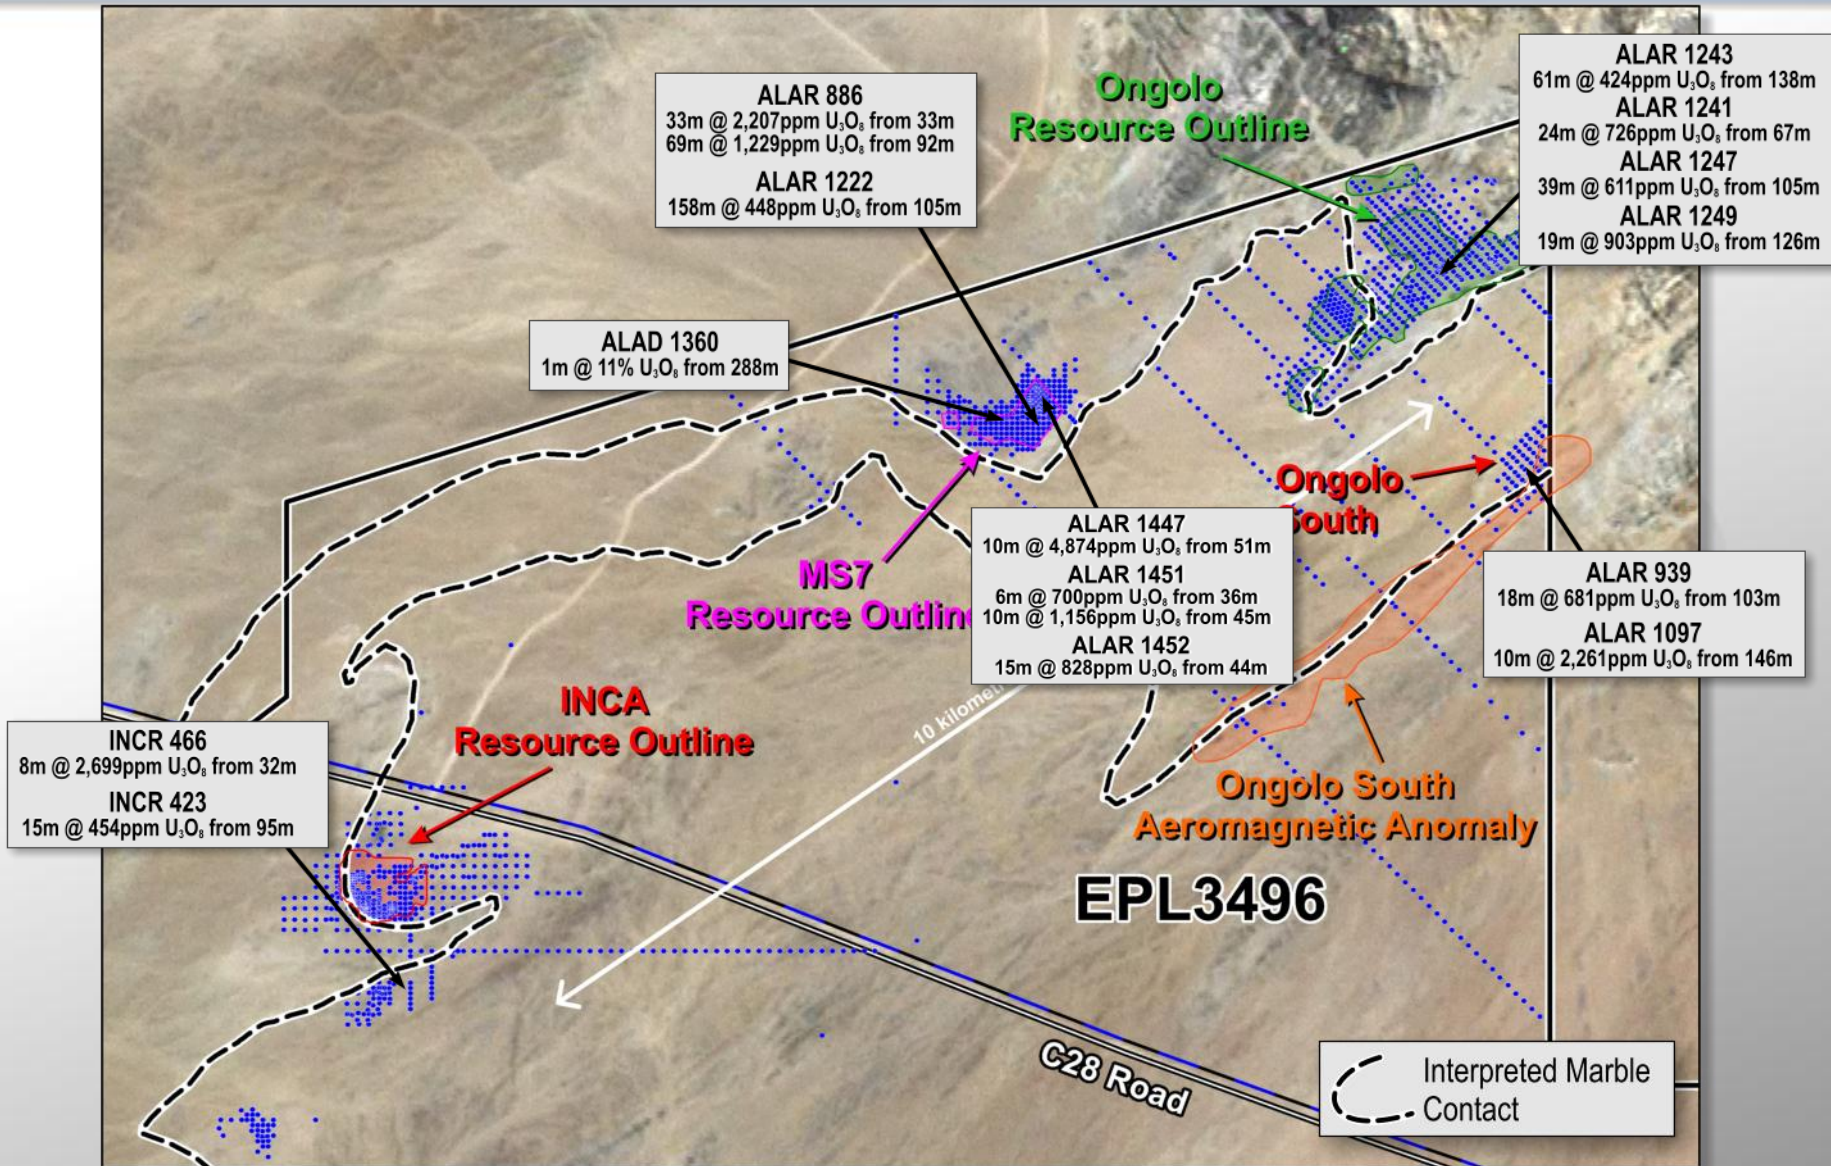 ALAR 1243
61m @ 424ppm U₃O₈ from 138m
ALAR 1241
24m @ 726ppm U₃O₈ from 67m
ALAR 1247
39m @ 611ppm U₃O₈ from 105m
ALAR 1249
19m @ 903ppm U₃O₈ from 126m
ALAR 886
33m @ 2,207ppm U₃O₈ from 33m
69m @ 1,229ppm U₃O₈ from 92m
ALAR 1222
158m @ 448ppm U₃O₈ from 105m
Ongolo
Resource Outline
ALAD 1360
1m @ 11% U₃O₈ from 288m
Ongolo
South
MS7
Resource Outline
ALAR 1447
10m @ 4,874ppm U₃O₈ from 51m
ALAR 1451
6m @ 700ppm U₃O₈ from 36m
10m @ 1,156ppm U₃O₈ from 45m
ALAR 1452
15m @ 828ppm U₃O₈ from 44m
ALAR 939
18m @ 681ppm U₃O₈ from 103m
ALAR 1097
10m @ 2,261ppm U₃O₈ from 146m
10 kilomet
INCA
Resource Outline
INCR 466
8m @ 2,699ppm U₃O₈ from 32m
INCR 423
15m @ 454ppm U₃O₈ from 95m
Ongolo South
Aeromagnetic Anomaly
EPL3496
C28 Road
Interpreted Marble
Contact